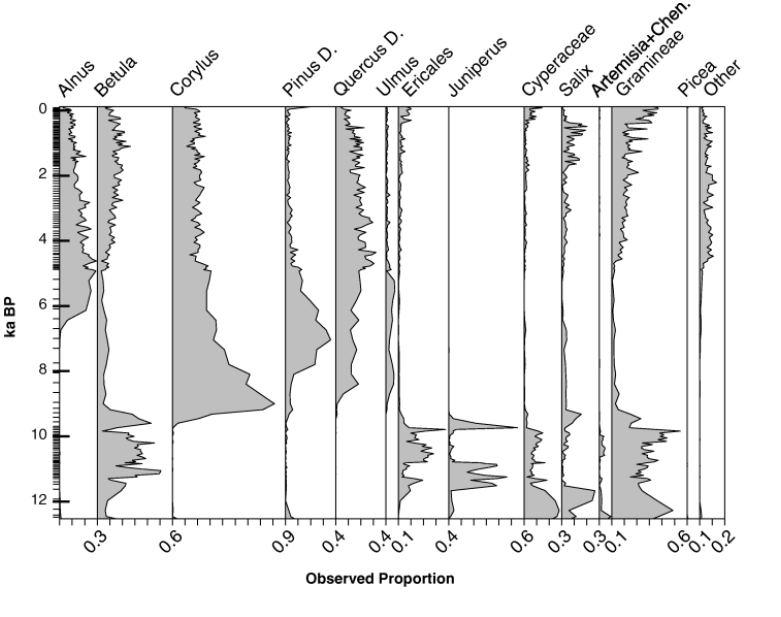 Alnus
Betula
Corylus
Pinus D.
Quercus D.
Ulmus
Ericales
Juniperus
Cyperaceae
Salix
Artemisia+Chen.
Gramineae
Picea
Other
0
2
4
6
8
10
12
ka BP
0.3 0.6 0.9 0.4 0.4 0.1 0.4 0.6 0.3 0.3 0.1 0.6 0.1 0.2
Observed Proportion